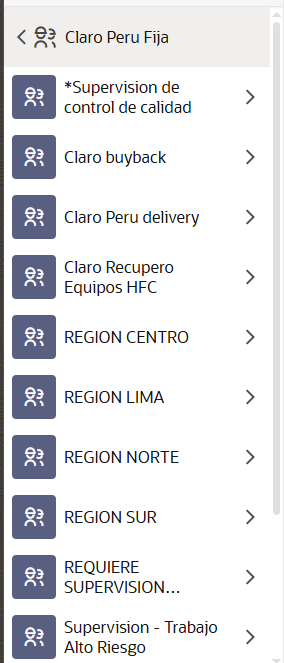 Claro Peru Fija
*Supervision de
control de calidad
Claro buyback
Claro Peru delivery
Claro Recupero
Equipos HFC
REGION CENTRO
REGION LIMA
REGION NORTE
REGION SUR
REQUIERE
SUPERVISION...
Supervision - Trabajo
Alto Riesgo